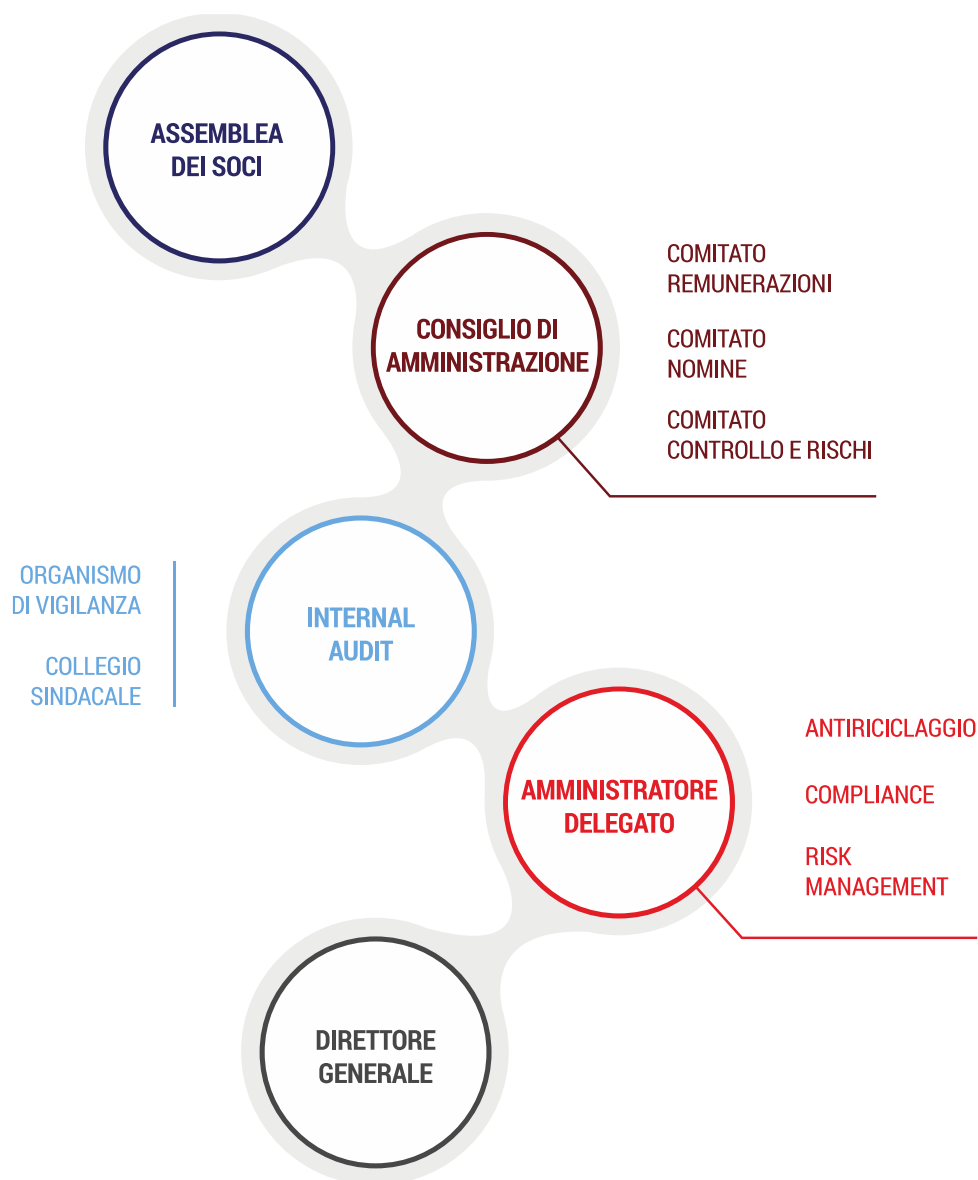 ASSEMBLEA
DEI SOCI
CONSIGLIO DI
AMMINISTRAZIONE
COMITATO
REMUNERAZIONI
COMITATO
NOMINE
COMITATO
CONTROLLO E RISCHI
ORGANISMO
DI VIGILANZA
COLLEGIO
SINDACALE
INTERNAL
AUDIT
AMMINISTRATORE
DELEGATO
ANTIRICICLAGGIO
COMPLIANCE
RISK
MANAGEMENT
DIRETTORE
GENERALE